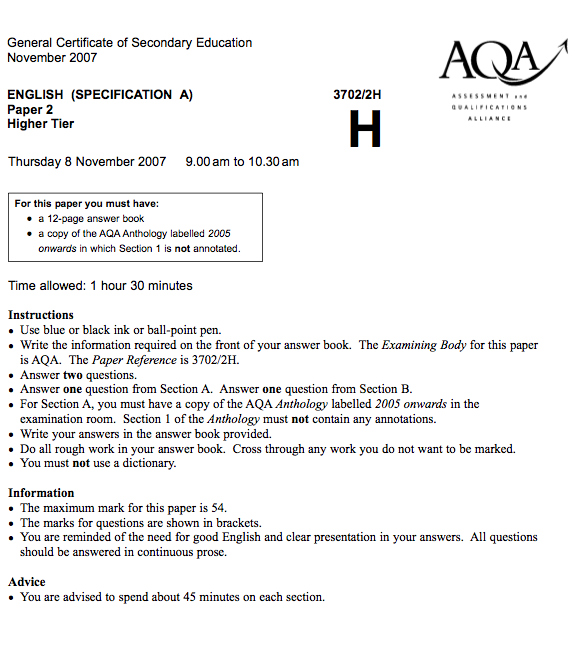 General Certificate of Secondary Education
November 2007
AQA
ASSESSMENT and
QUALIFICATIONS
ALLIANCE
ENGLISH (SPECIFICATION A)
3702/2H
Paper 2
Higher Tier
H
Thursday 8 November 2007 9.00 am to 10.30 am
For this paper you must have:
• a 12-page answer book
• a copy of the AQA Anthology labelled 2005
onwards in which Section 1 is not annotated.
Time allowed: 1 hour 30 minutes
Instructions
• Use blue or black ink or ball-point pen.
• Write the information required on the front of your answer book. The Examining Body for this paper
is AQA. The Paper Reference is 3702/2H.
• Answer two questions.
• Answer one question from Section A. Answer one question from Section B.
• For Section A, you must have a copy of the AQA Anthology labelled 2005 onwards in the
examination room. Section 1 of the Anthology must not contain any annotations.
• Write your answers in the answer book provided.
• Do all rough work in your answer book. Cross through any work you do not want to be marked.
• You must not use a dictionary.
Information
• The maximum mark for this paper is 54.
• The marks for questions are shown in brackets.
• You are reminded of the need for good English and clear presentation in your answers. All questions
should be answered in continuous prose.
Advice
• You are advised to spend about 45 minutes on each section.